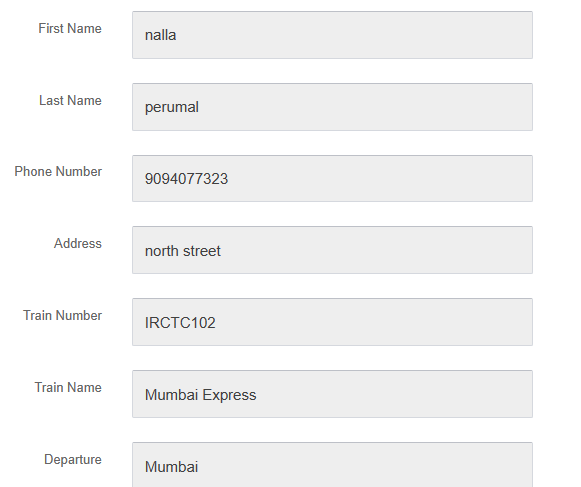 First Name
nalla
Last Name
perumal
Phone Number
9094077323
Address
north street
Train Number
IRCTC102
Train Name
Mumbai Express
Departure
Mumbai